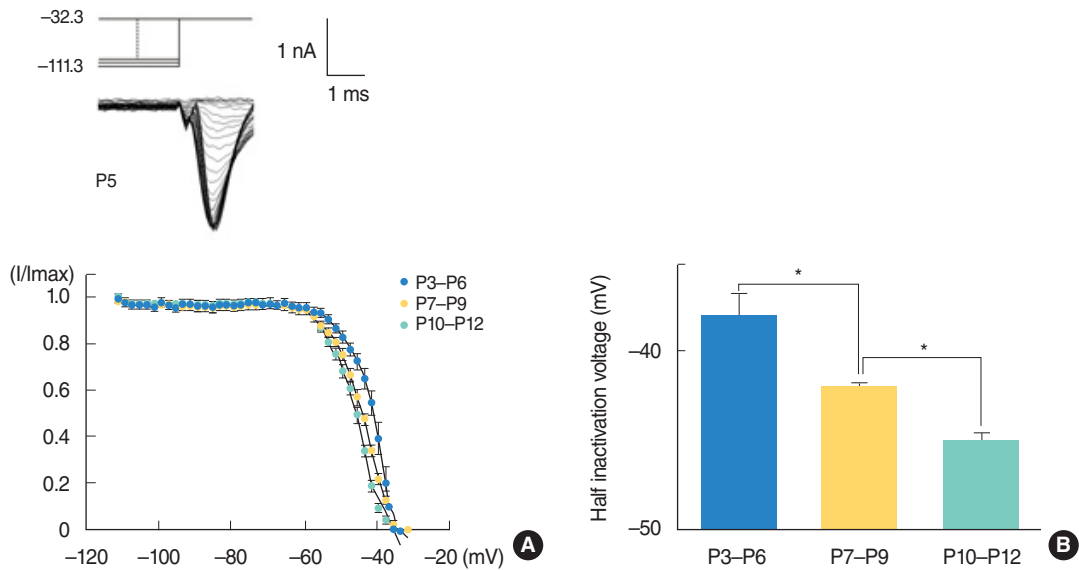 –32.3
–111.3
1 nA
1 ms
P5
(I/Imax)
1.0
0.8
0.6
0.4
0.2
0
–120 –100 –80 –60 –40 –20 (mV)
P3–P6
P7–P9
P10–P12
A
Half inactivation voltage (mV)
–40
–50
*
*
P3–P6 P7–P9 P10–P12
B